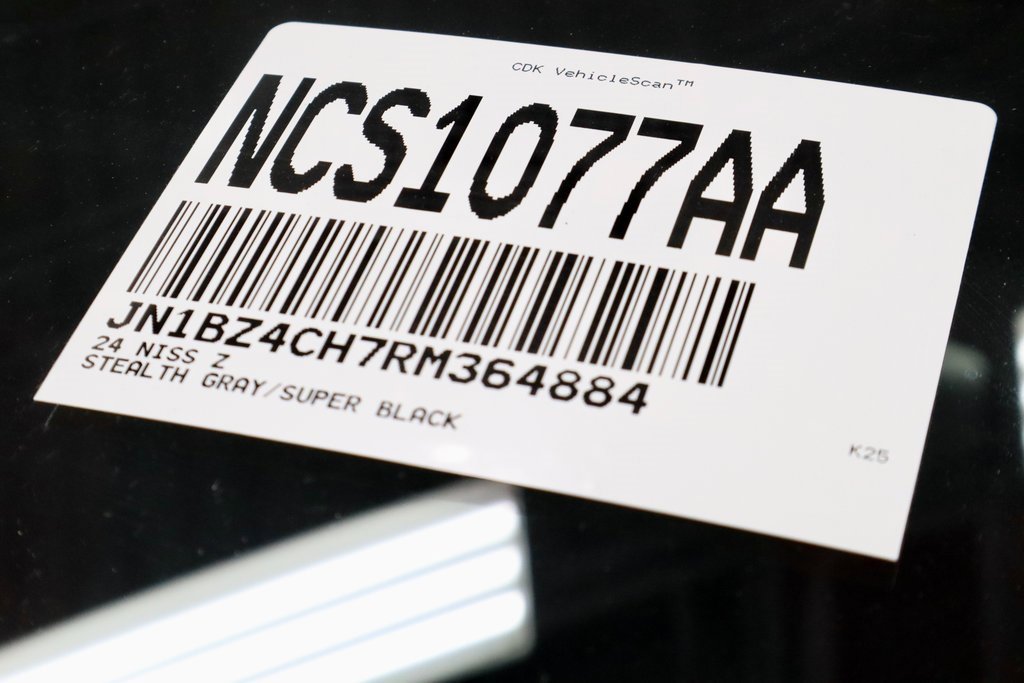 CDK VehicleScan™
NCS1077AA
JN1BZ4CH7RM364884
24 NISS Z
STEALTH GRAY/SUPER BLACK
K25